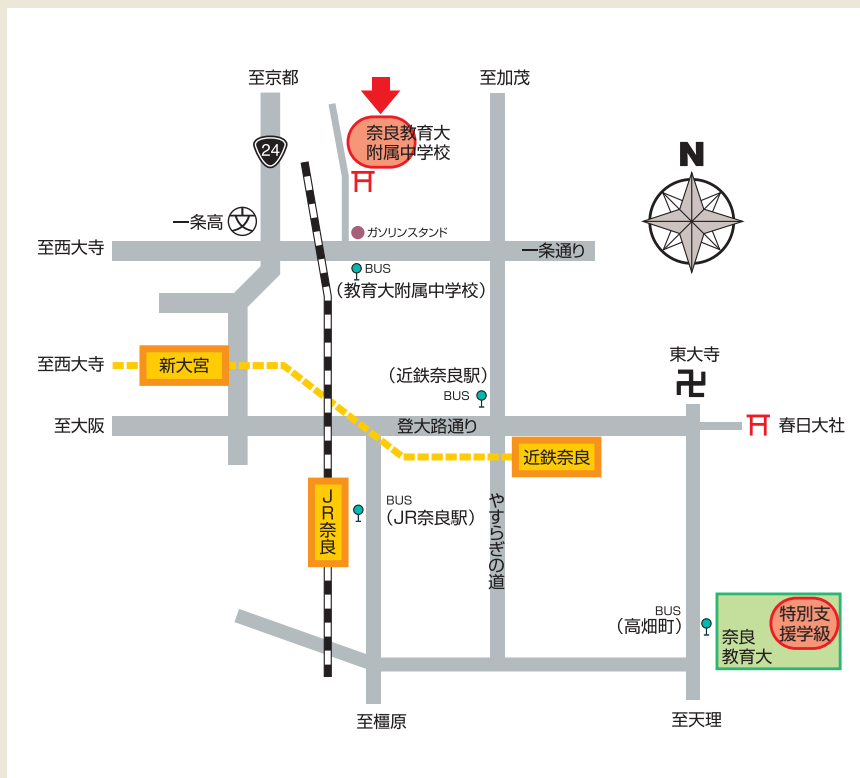 至京都
至加茂
奈良教育大
附属中学校
24
N
一条高
文
ガソリンスタンド
至西大寺
一条通り
BUS
(教育大附属中学校)
至西大寺
新大宮
東大寺
(近鉄奈良駅)
BUS
至大阪
登大路通り
春日大社
近鉄奈良
JR奈良
BUS
(JR奈良駅)
やすらぎの道
BUS
(高畑町)
特別支
援学級
奈良
教育大
至橿原
至天理